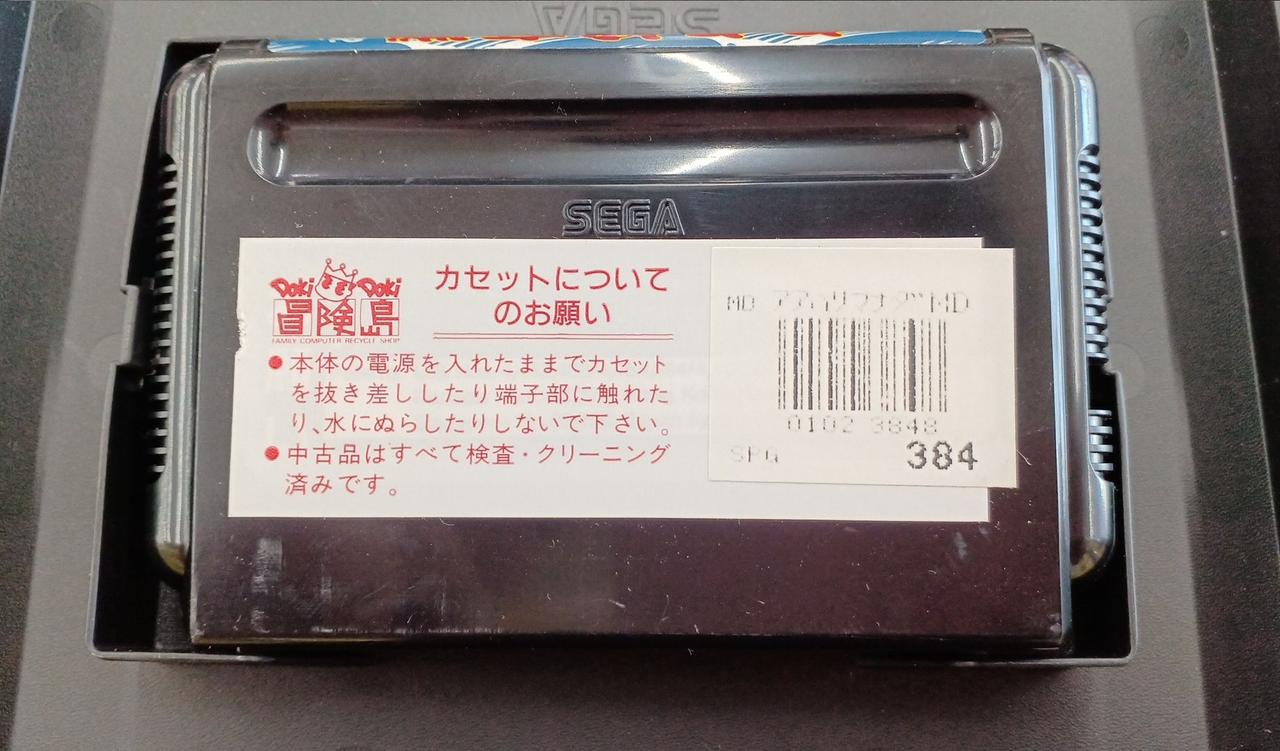 SEGA
SEGA
Doki Doki
冒険島
FAMILY COMPUTER RECYCLE SHOP
カセットについて
のお願い
●本体の電源を入れたままでカセット
を抜き差ししたり端子部に触れた
り、水にぬらしたりしないで下さい。
●中古品はすべて検査・クリーニング
済みです。
MD MD
0102 3848
SPQ
384